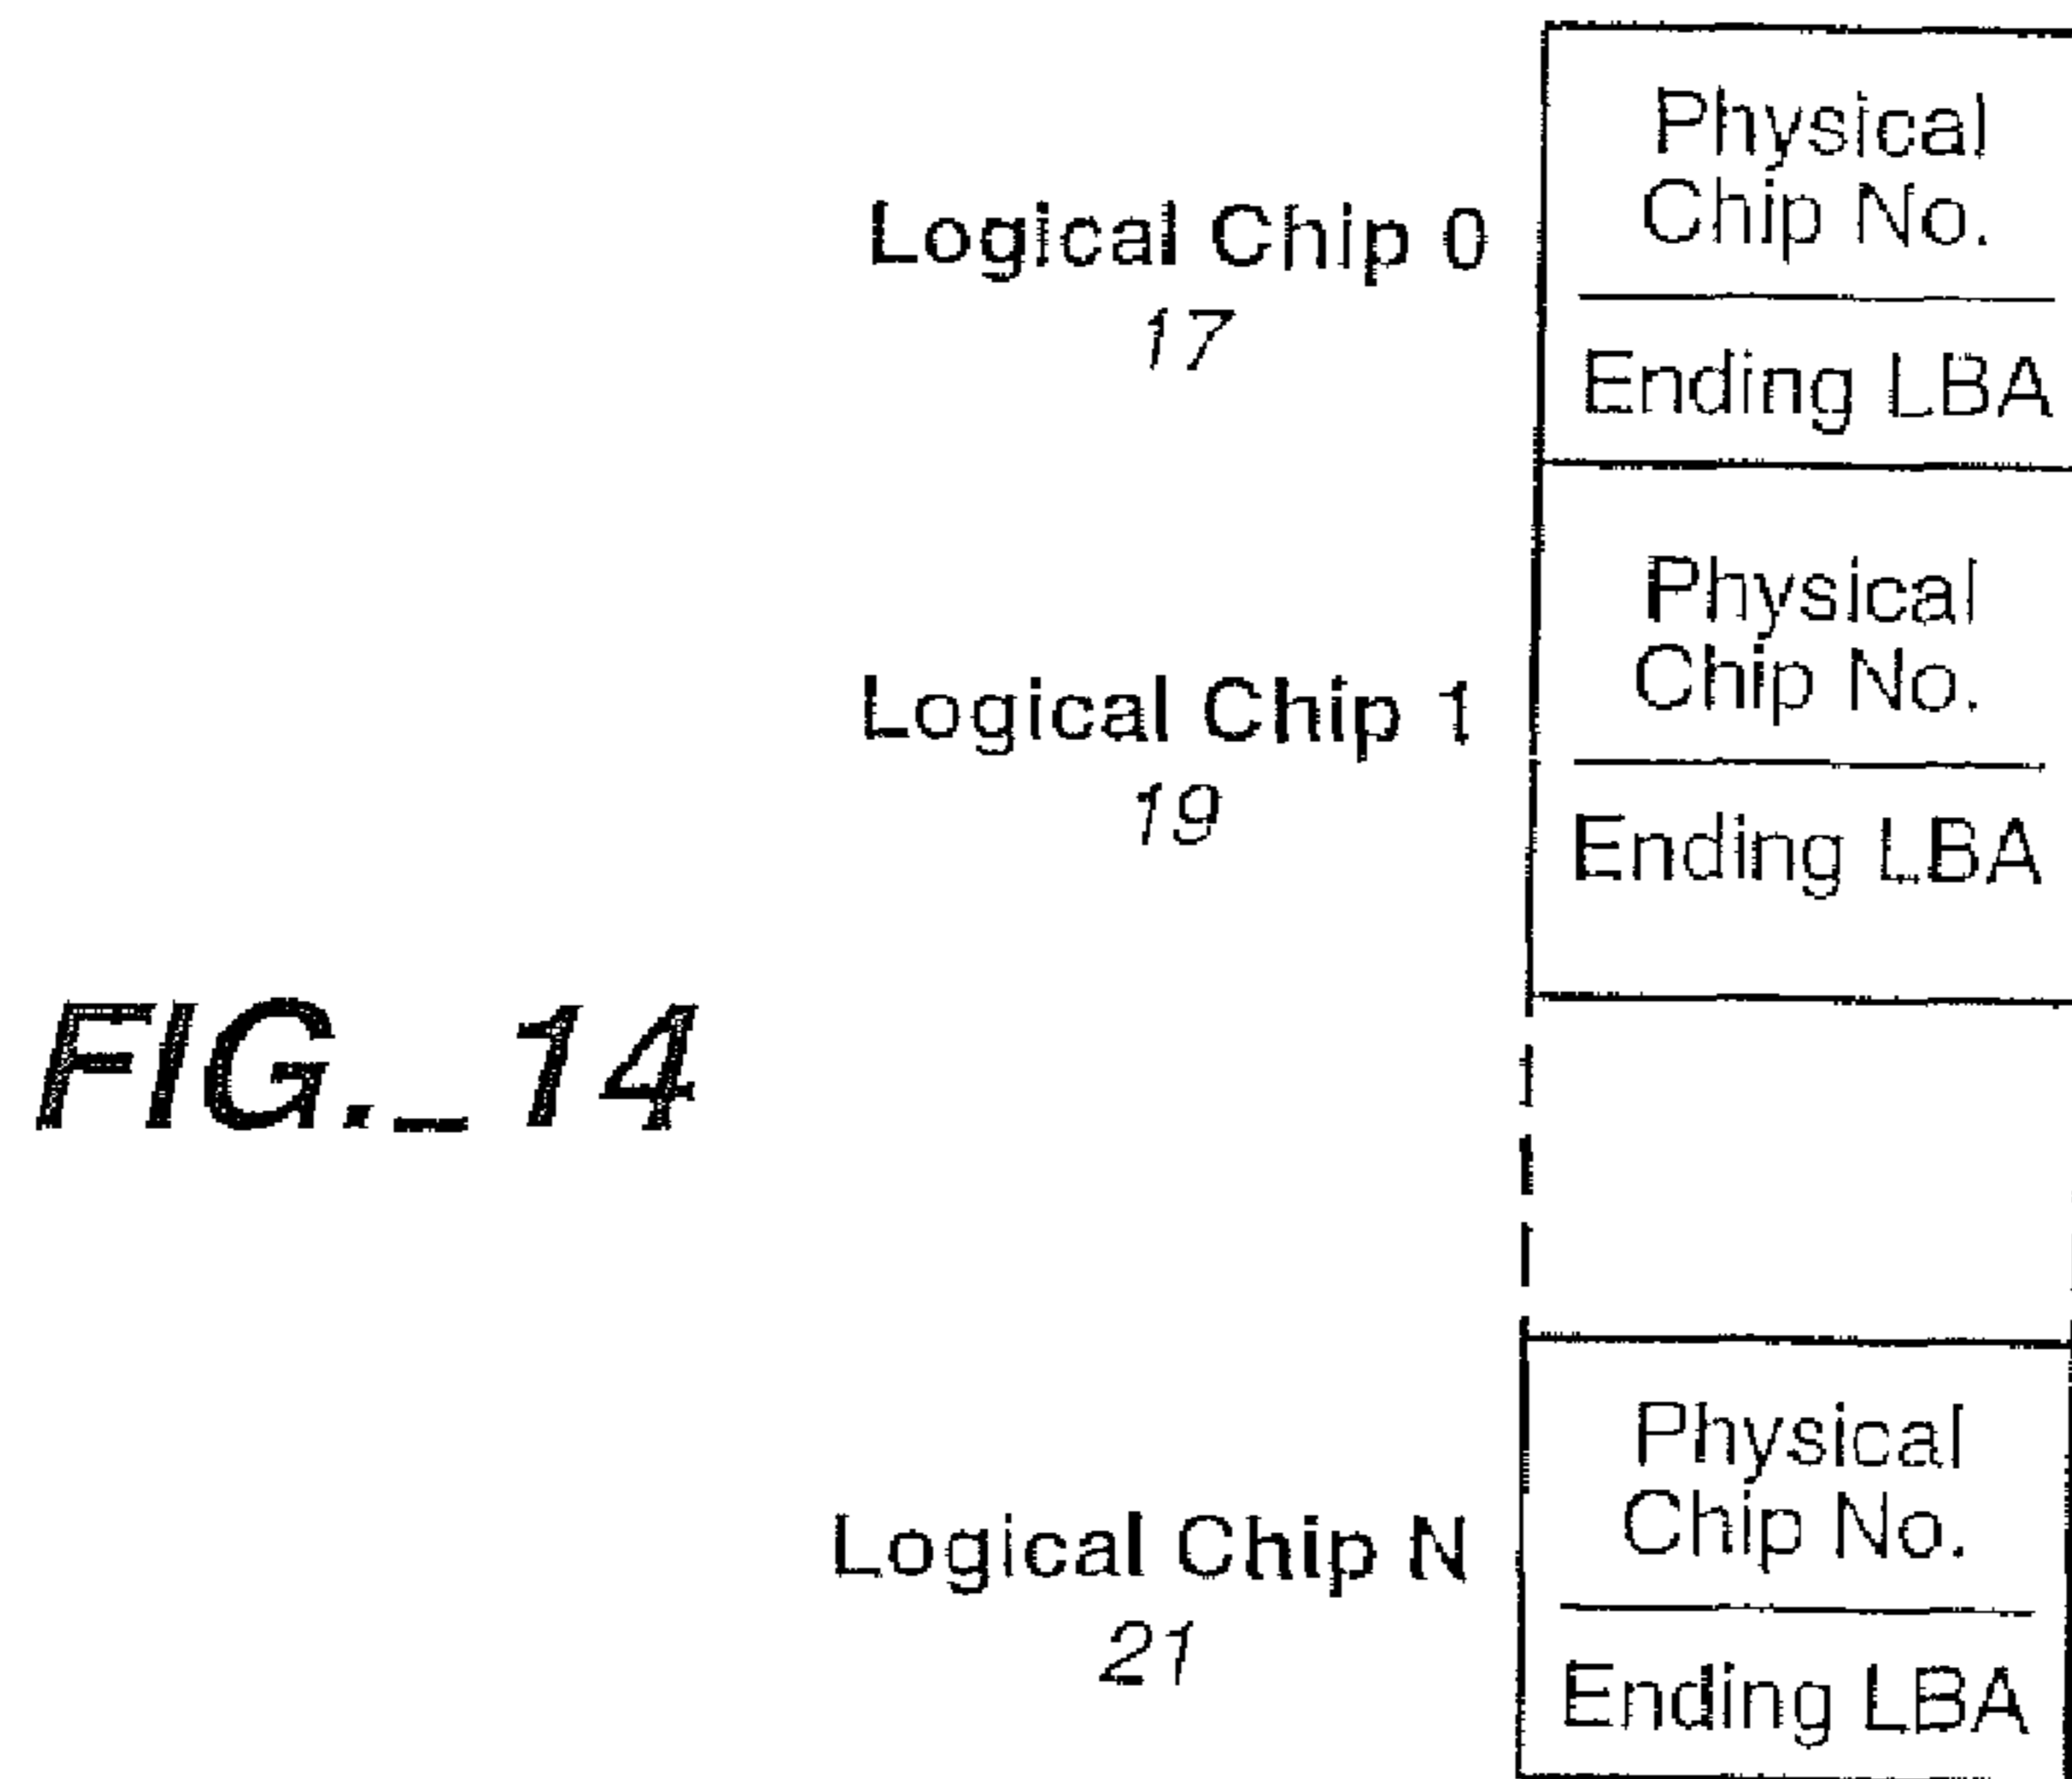 Physical
Chip No.
Logical Chip 0
17
Ending LBA
Physical
Chip No.
Logical Chip 1
19
Ending LBA
FIG._14
Physical
Chip No.
Logical Chip N
21
Ending LBA